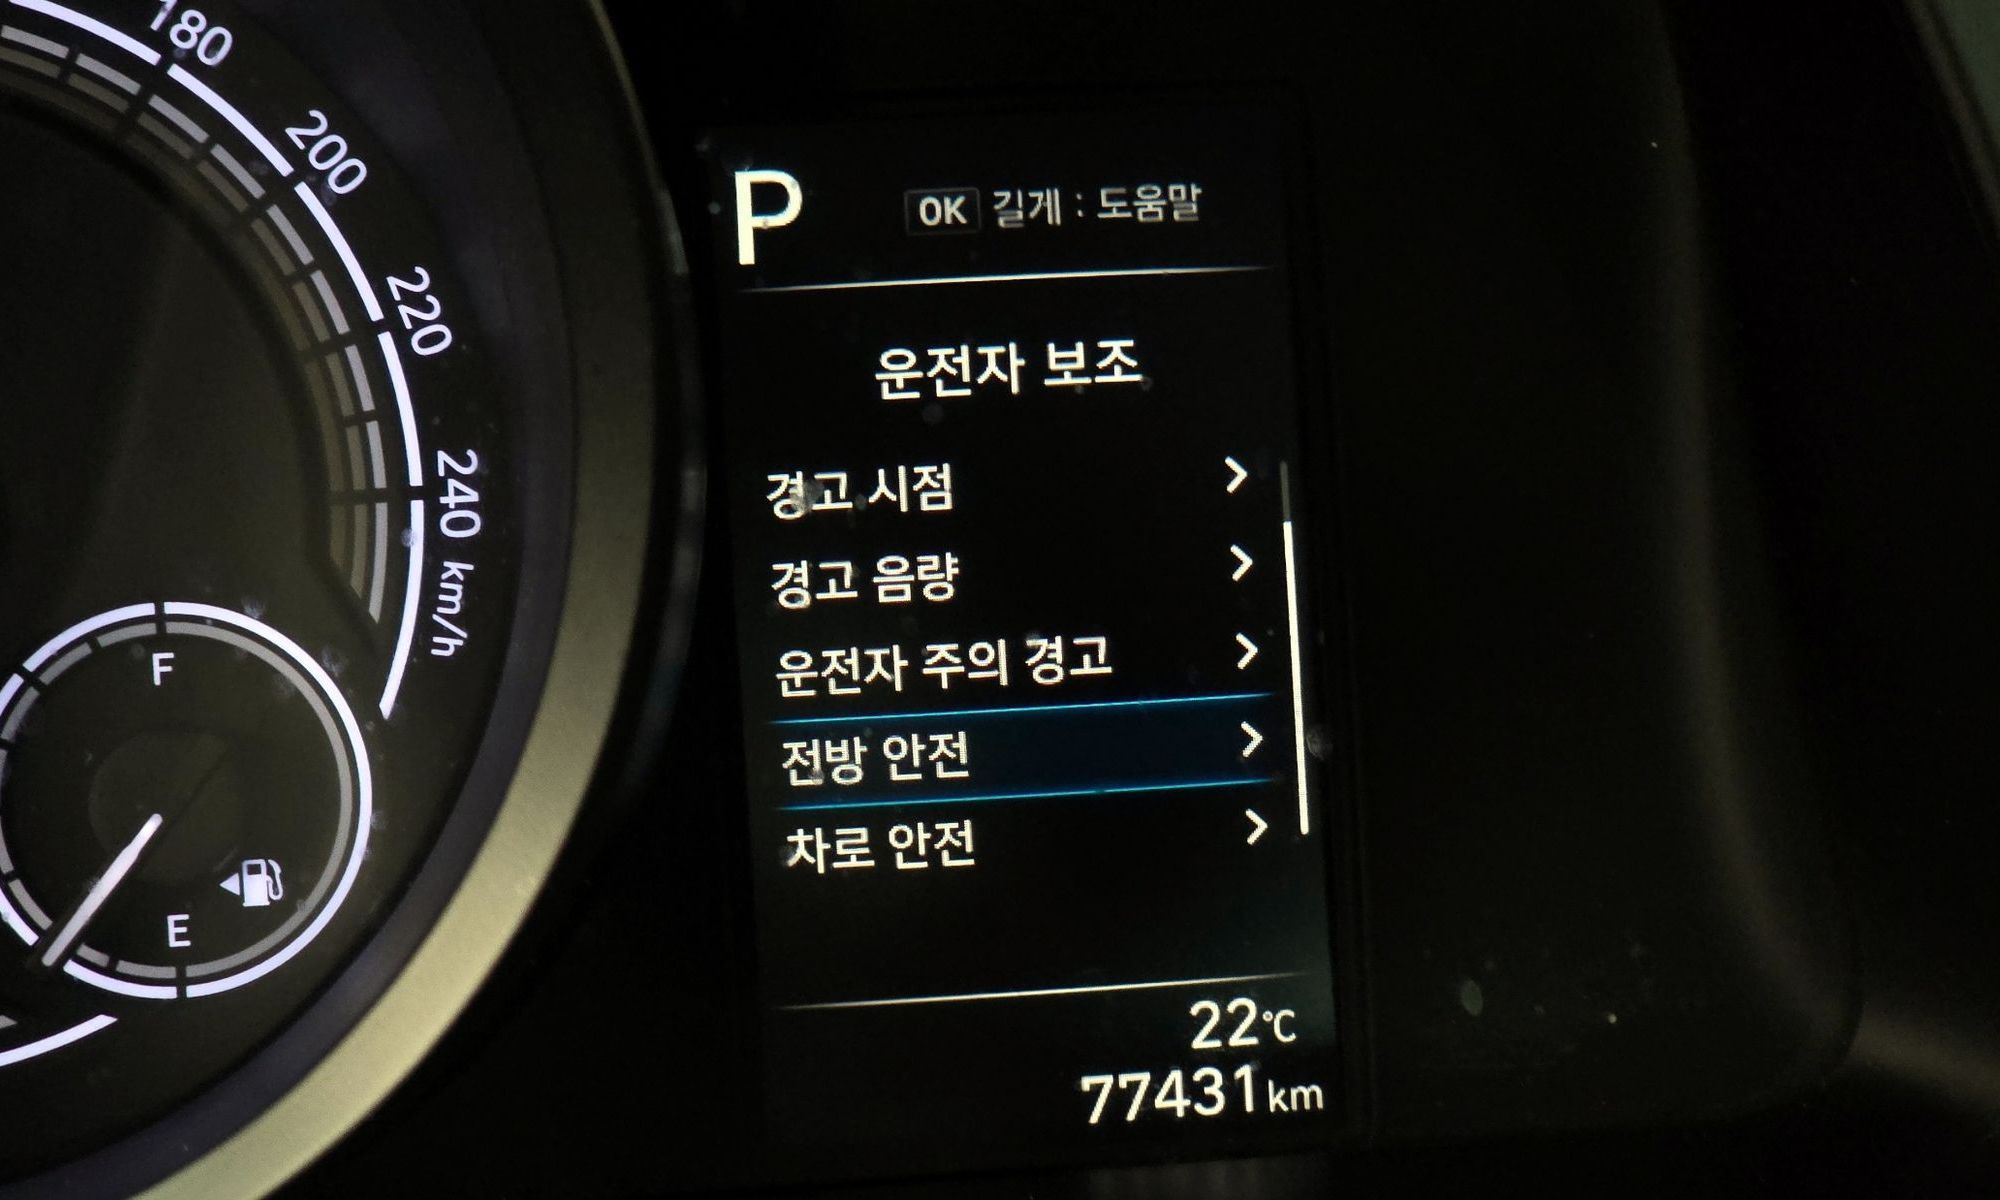 180
200
220
240 km/h
F
E
P
OK 길게 : 도움말
운전자 보조
경고 시점
경고 음량
운전자 주의 경고
전방 안전
차로 안전
22°C
77431 km